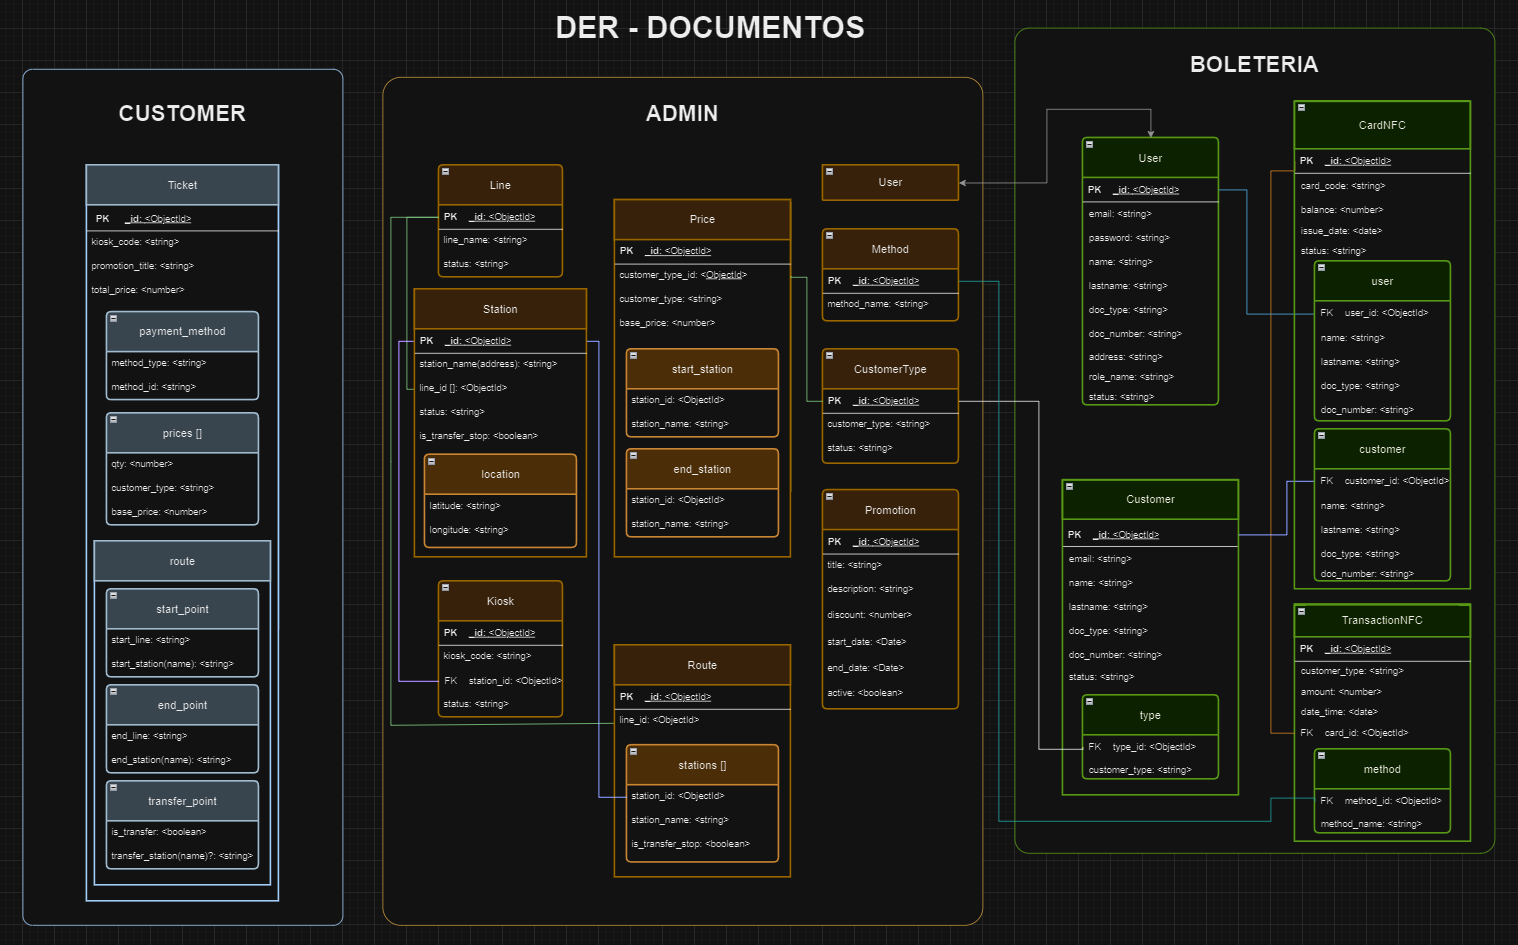 DER - DOCUMENTOS
CUSTOMER
Ticket
PK _id: <ObjectId>
kiosk_code: <string>
promotion_title: <string>
total_price: <number>
payment_method
method_type: <string>
method_id: <string>
prices []
qty: <number>
customer_type: <string>
base_price: <number>
route
start_point
start_line: <string>
start_station(name): <string>
end_point
end_line: <string>
end_station(name): <string>
transfer_point
is_transfer: <boolean>
transfer_station(name)?: <string>
ADMIN
Line
PK _id: <ObjectId>
line_name: <string>
status: <string>
Station
PK _id: <ObjectId>
station_name(address): <string>
line_id []: <ObjectId>
status: <string>
is_transfer_stop: <boolean>
location
latitude: <string>
longitude: <string>
Kiosk
PK _id: <ObjectId>
kiosk_code: <string>
FK station_id: <ObjectId>
status: <string>
Price
PK _id: <ObjectId>
customer_type_id: <ObjectId>
customer_type: <string>
base_price: <number>
start_station
station_id: <ObjectId>
station_name: <string>
end_station
station_id: <ObjectId>
station_name: <string>
Route
PK _id: <ObjectId>
line_id: <ObjectId>
stations []
station_id: <ObjectId>
station_name: <string>
is_transfer_stop: <boolean>
User
Method
PK _id: <ObjectId>
method_name: <string>
CustomerType
PK _id: <ObjectId>
customer_type: <string>
status: <string>
Promotion
PK _id: <ObjectId>
title: <string>
description: <string>
discount: <number>
start_date: <Date>
end_date: <Date>
active: <boolean>
BOLETERIA
User
PK _id: <ObjectId>
email: <string>
password: <string>
name: <string>
lastname: <string>
doc_type: <string>
doc_number: <string>
address: <string>
role_name: <string>
status: <string>
Customer
PK _id: <ObjectId>
email: <string>
name: <string>
lastname: <string>
doc_type: <string>
doc_number: <string>
status: <string>
type
FK type_id: <ObjectId>
customer_type: <string>
CardNFC
PK _id: <ObjectId>
card_code: <string>
balance: <number>
issue_date: <date>
status: <string>
user
FK user_id: <ObjectId>
name: <string>
lastname: <string>
doc_type: <string>
doc_number: <string>
customer
FK customer_id: <ObjectId>
name: <string>
lastname: <string>
doc_type: <string>
doc_number: <string>
TransactionNFC
PK _id: <ObjectId>
customer_type: <string>
amount: <number>
date_time: <date>
FK card_id: <ObjectId>
method
FK method_id: <ObjectId>
method_name: <string>